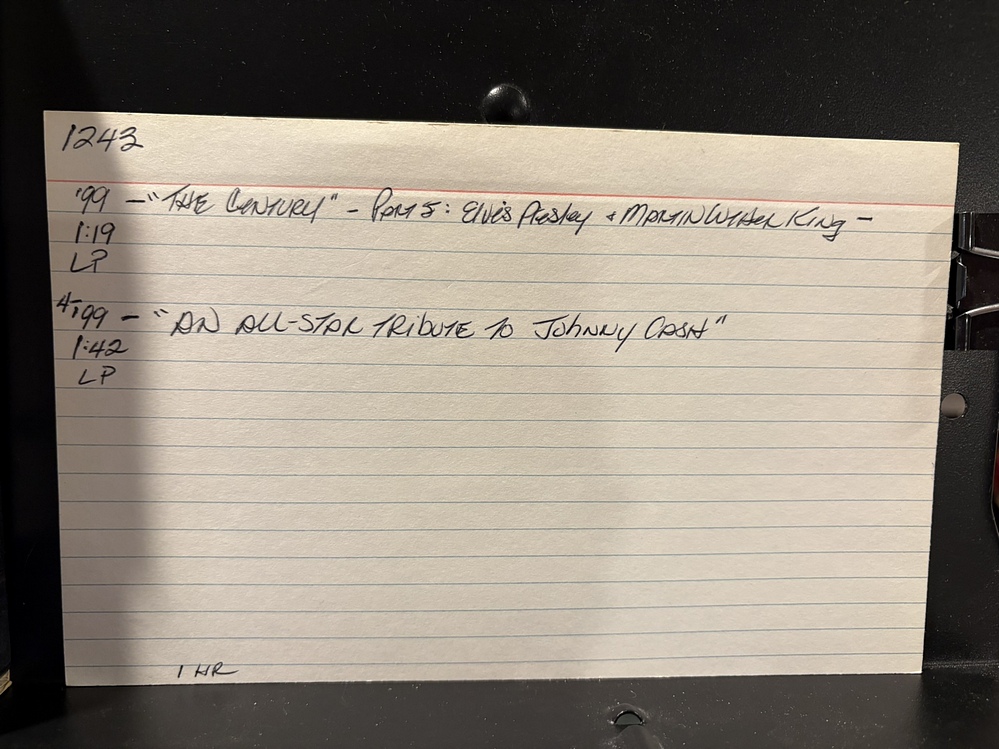 1243
'99 - "THE CENTURY" - PART 5: Elvis Presley + MARTIN LUTHER KING -
1:19
LP
4,'99 - "AN ALL-STAR TRIBUTE TO JOHNNY CASH"
1:42
LP
1 HR